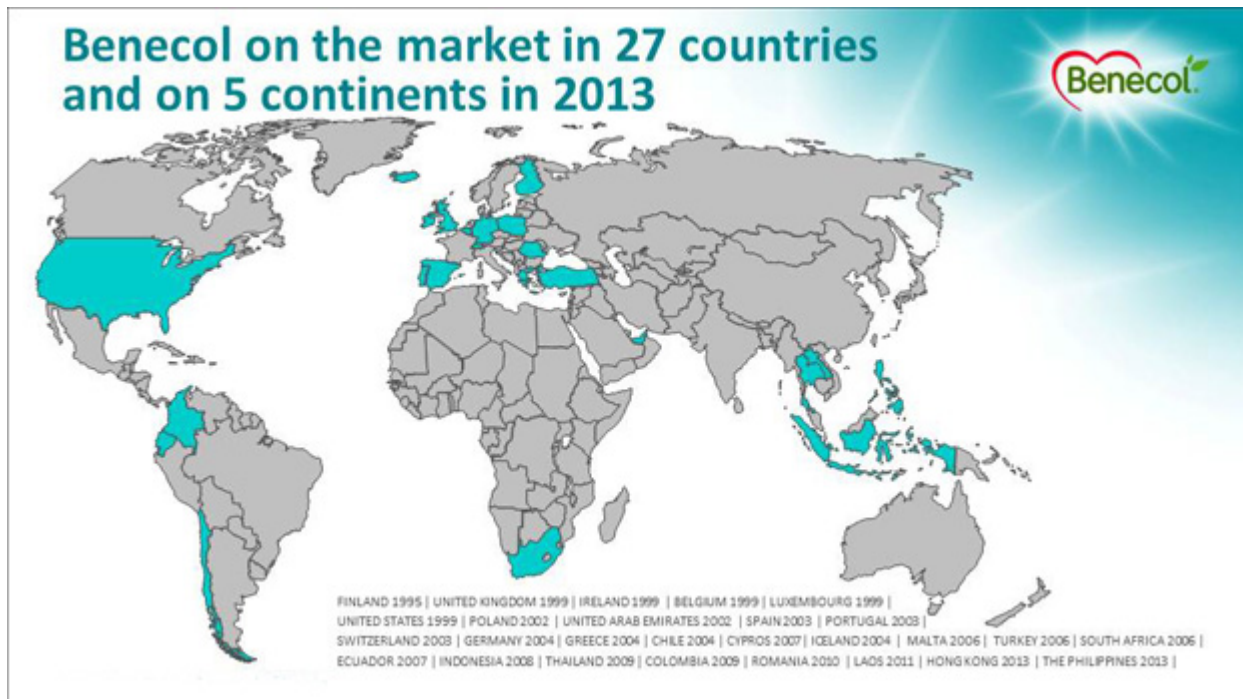 Benecol on the market in 27 countries
and on 5 continents in 2013
Benecol.
FINLAND 1995 | UNITED KINGDOM 1999 | IRELAND 1999 | BELGIUM 1999 | LUXEMBOURG 1999 |
UNITED STATES 1999 | POLAND 2002 | UNITED ARAB EMIRATES 2002 | SPAIN 2003 | PORTUGAL 2003 |
SWITZERLAND 2003 | GERMANY 2004 | GREECE 2004 | CHILE 2004 | CYPROS 2007 | ICELAND 2004 | MALTA 2006 | TURKEY 2006 | SOUTH AFRICA 2006 |
ECUADOR 2007 | INDONESIA 2008 | THAILAND 2009 | COLOMBIA 2009 | ROMANIA 2010 | LAOS 2011 | HONG KONG 2013 | THE PHILIPPINES 2013 |